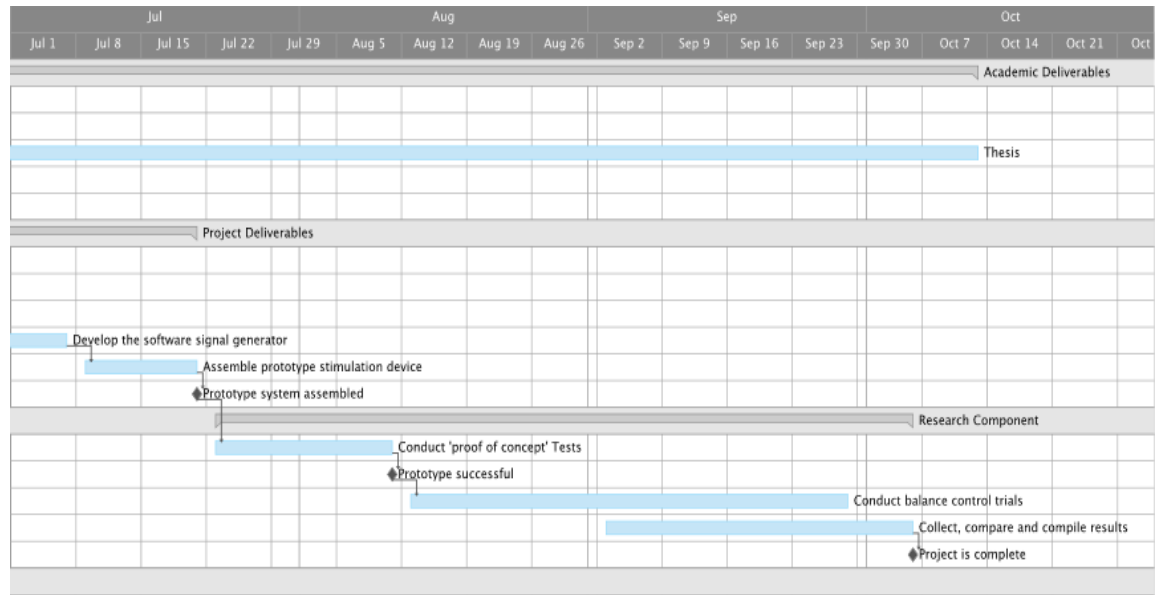 Jul Aug Sep Oct
Jul 1 Jul 8 Jul 15 Jul 22 Jul 29 Aug 5 Aug 12 Aug 19 Aug 26 Sep 2 Sep 9 Sep 16 Sep 23 Sep 30 Oct 7 Oct 14 Oct 21 Oct
Academic Deliverables
Thesis
Project Deliverables
Develop the software signal generator
Assemble prototype stimulation device
Prototype system assembled
Research Component
Conduct 'proof of concept' Tests
Prototype successful
Conduct balance control trials
Collect, compare and compile results
Project is complete